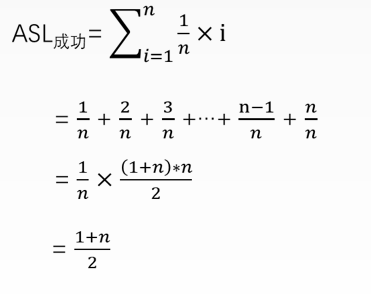 ASL成功=∑_{i=1}^{n} 1/n × i
= 1/n + 2/n + 3/n +⋯+ n−1/n + n/n
= 1/n × (1+n)*n/2
= 1+n/2